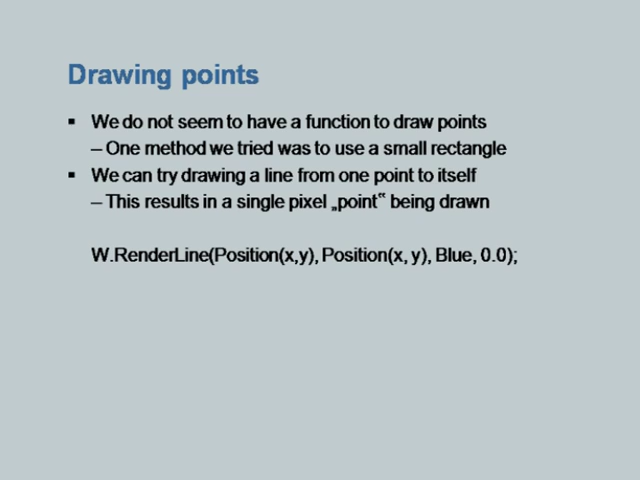 Drawing points
▪ We do not seem to have a function to draw points
– One method we tried was to use a small rectangle
▪ We can try drawing a line from one point to itself
– This results in a single pixel „point‟ being drawn
W.RenderLine(Position(x,y), Position(x, y), Blue, 0.0);